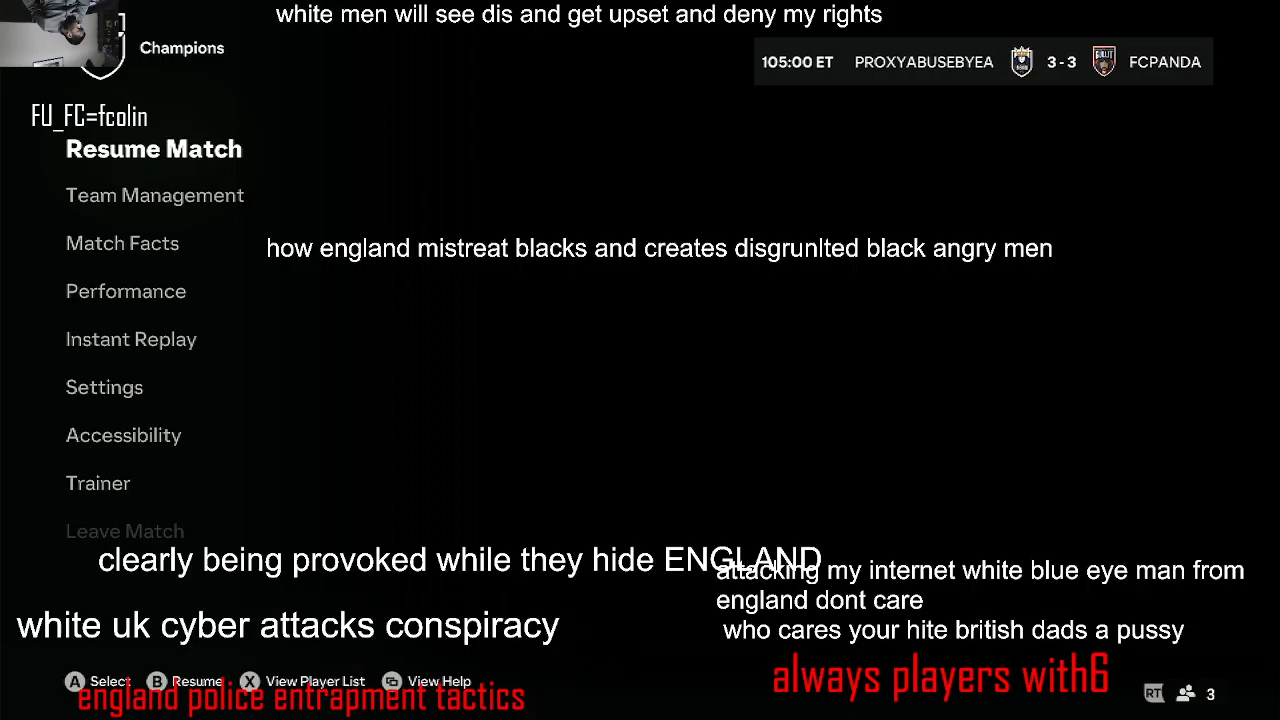 white men will see dis and get upset and deny my rights
Champions
105:00 ET PROXYABUSEBYEA 3-3 FCPANDA
FU_FC=fcolin
Resume Match
Team Management
how england mistreat blacks and creates disgrunlted black angry men
Match Facts
Performance
Instant Replay
Settings
Accessibility
Trainer
Leave Match
clearly being provoked while they hide ENGLAND
attacking my internet white blue eye man from
england dont care
white uk cyber attacks conspiracy
who cares your hite british dads a pussy
always players with6
A Select B Resume X View Player List View Help
england police entrapment tactics
RT 3